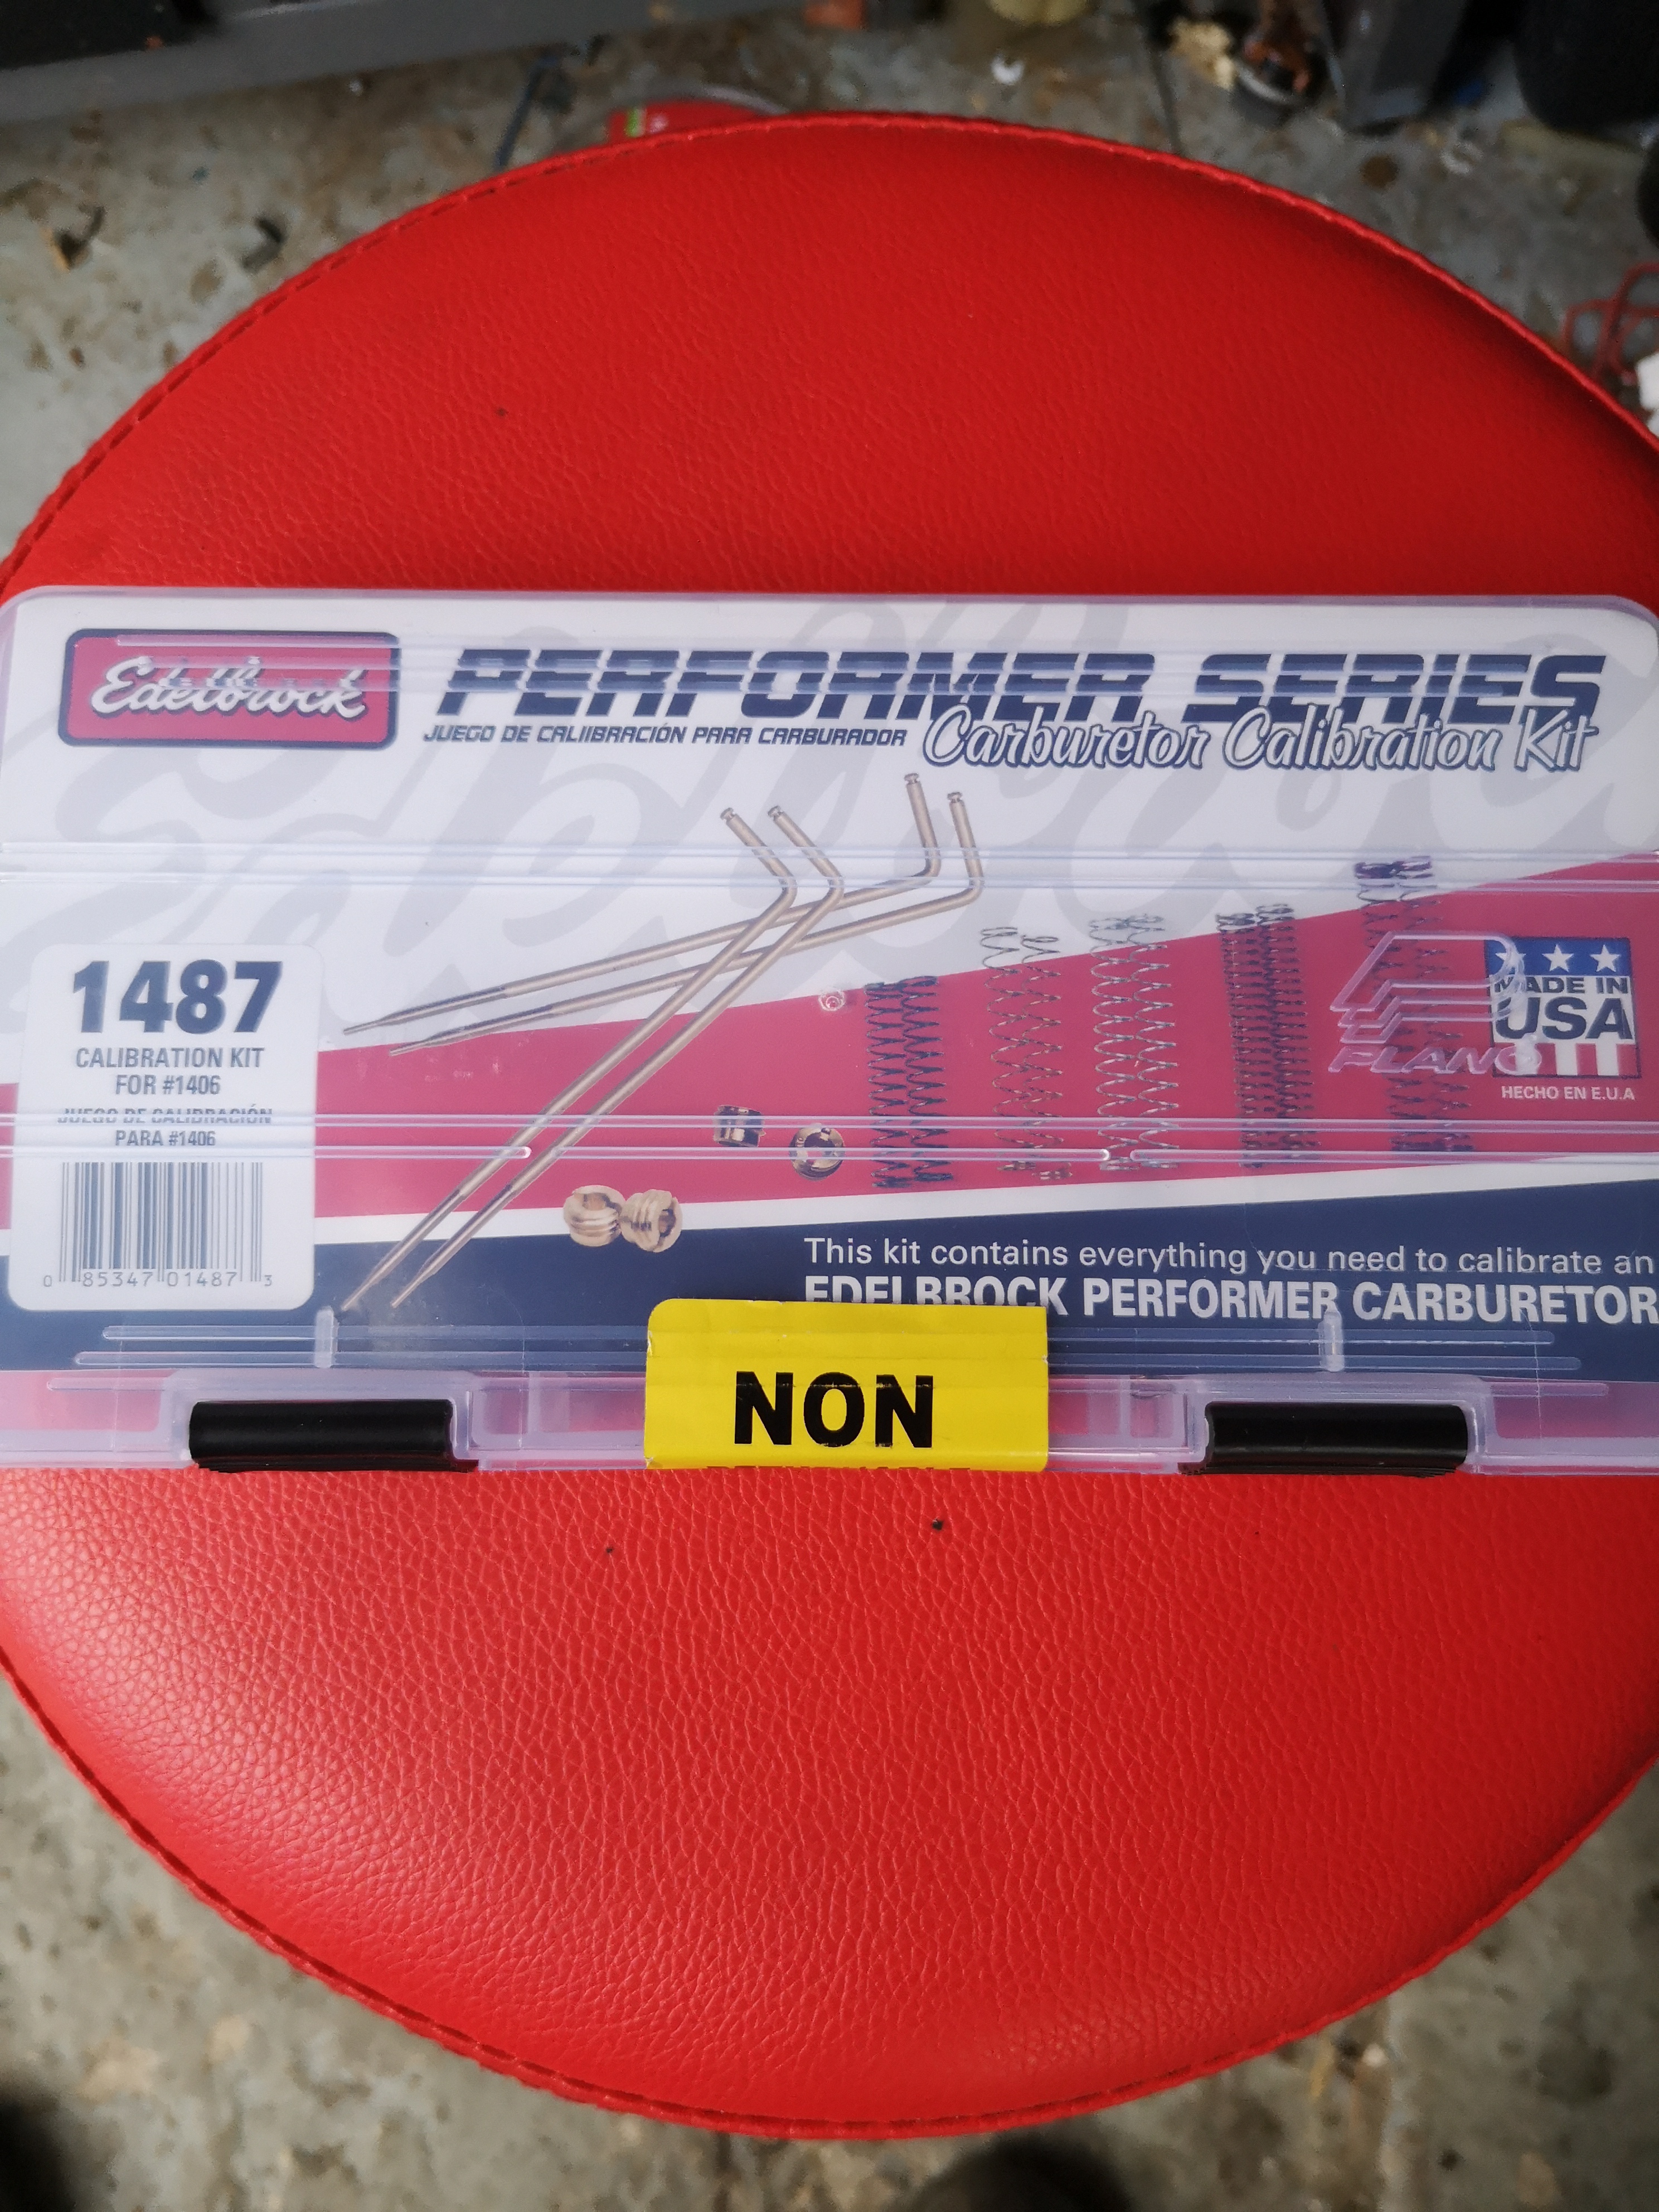 Edelbrock
PERFORMER SERIES
JUEGO DE CALIIBRACIÓN PARA CARBURADOR
Carburetor Calibration Kit
1487
CALIBRATION KIT
FOR #1406
JUEGO DE CALIBRACIÓN
PARA #1406
0 85347 01487 3
PLANO
MADE IN
USA
HECHO EN E.U.A
This kit contains everything you need to calibrate an
EDELBROCK PERFORMER CARBURETOR
NON